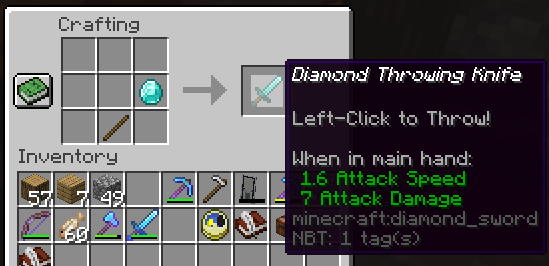 Crafting
Diamond Throwing Knife
Left-Click to Throw!
When in main hand:
1.6 Attack Speed
7 Attack Damage
minecraft:diamond_sword
NBT: 1 tag(s)
Inventory
57 7 49
60